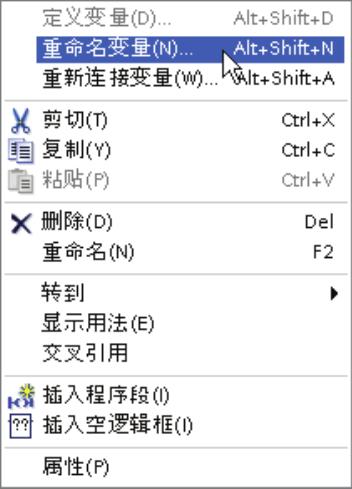 定义变量(D)... Alt+Shift+D
重命名变量(N)... Alt+Shift+N
重新连接变量(W)... Alt+Shift+A
剪切(T) Ctrl+X
复制(Y) Ctrl+C
粘贴(P) Ctrl+V
删除(D) Del
重命名(N) F2
转到
显示用法(E)
交叉引用
插入程序段(I)
?? 插入空逻辑框(I)
属性(P)